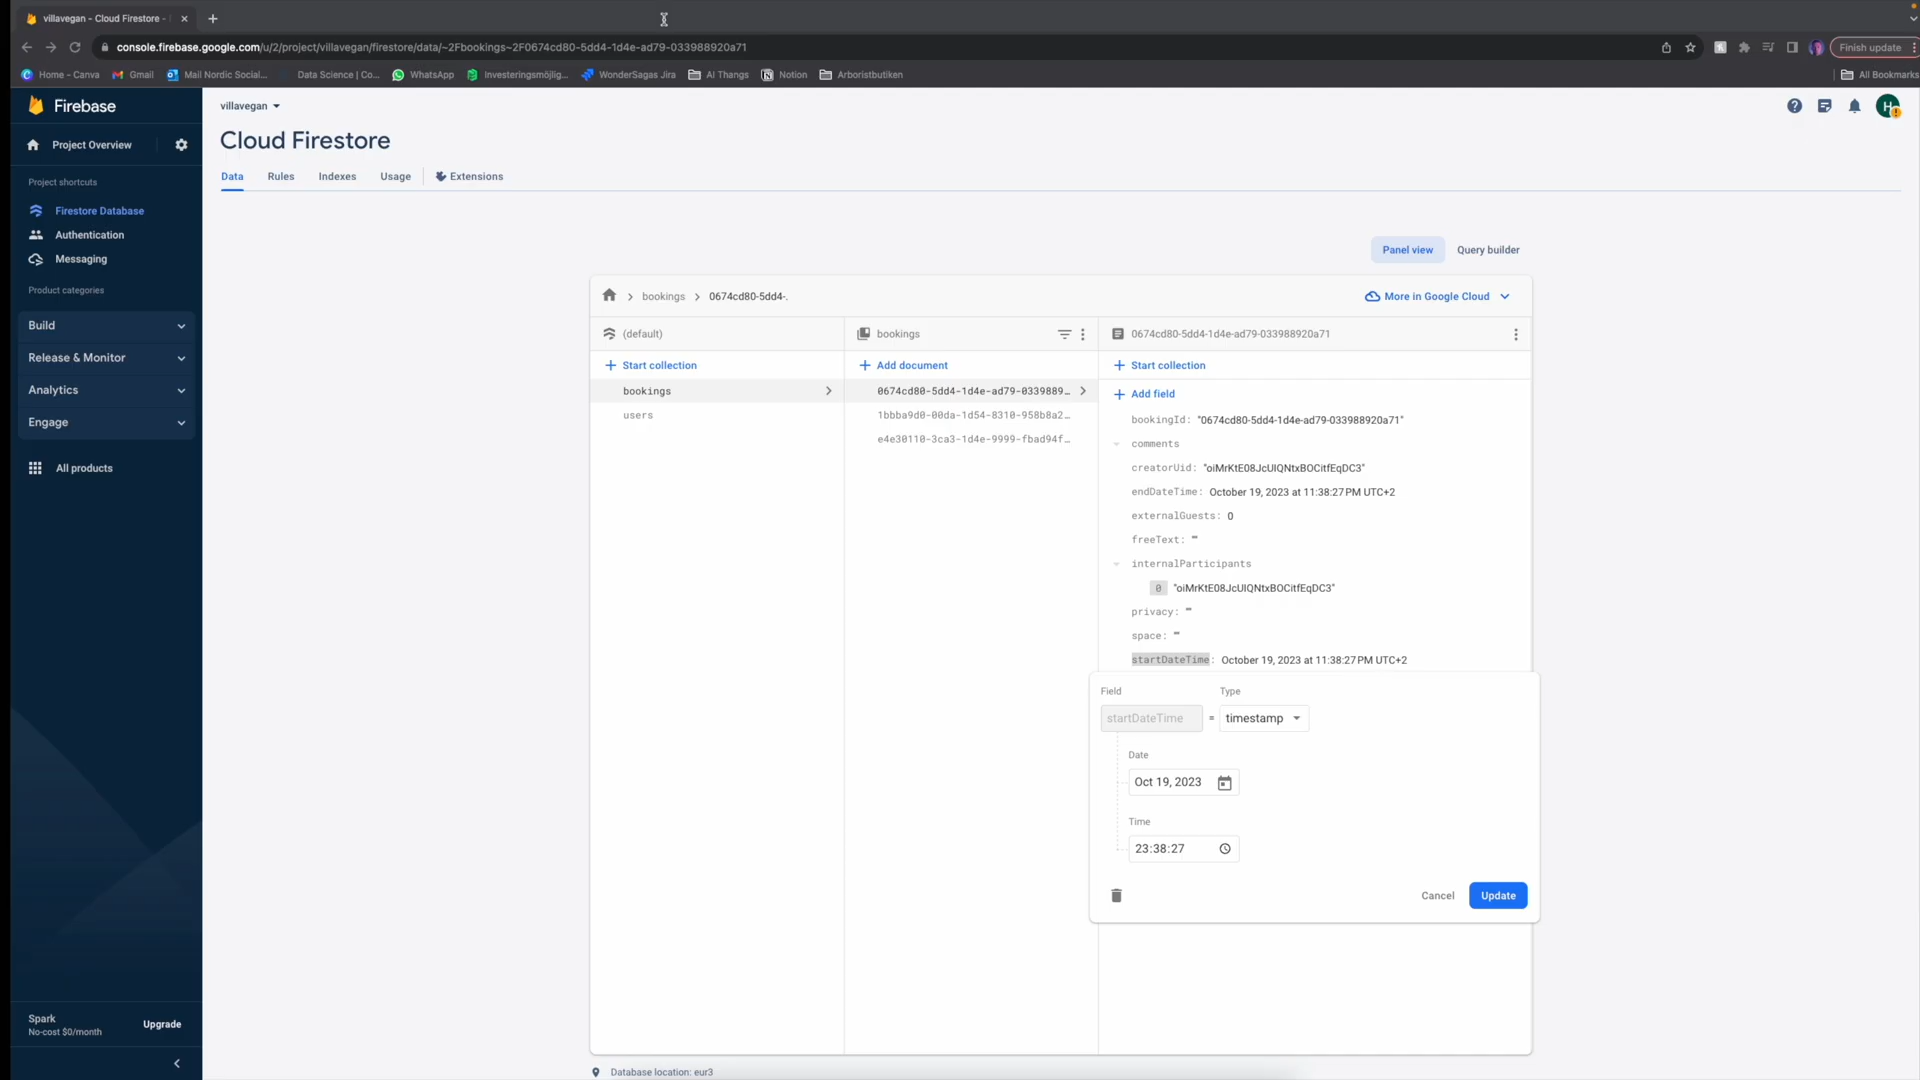 villavegan - Cloud Firestore -
console.firebase.google.com/u/2/project/villavegan/firestore/data/~2Fbookings~2F0674cd80-5dd4-1d4e-ad79-033988920a71
Finish update
Home – Canva
Gmail
Mail Nordic Social...
Data Science | Co...
WhatsApp
Investeringsmöjlig...
WonderSagas Jira
AI Thangs
Notion
Arboristbutiken
All Bookmarks
Firebase
villavegan
H
Cloud Firestore
Project Overview
Data
Rules
Indexes
Usage
Extensions
Project shortcuts
Firestore Database
Authentication
Messaging
Product categories
Build
Release & Monitor
Analytics
Engage
All products
Spark
No-cost $0/month
Upgrade
Panel view
Query builder
bookings
0674cd80-5dd4-.
More in Google Cloud
(default)
bookings
0674cd80-5dd4-1d4e-ad79-033988920a71
Start collection
Add document
Start collection
bookings
users
0674cd80-5dd4-1d4e-ad79-0339889…
1bbba9d0-00da-1d54-8310-958b8a2…
e4e30110-3ca3-1d4e-9999-fbad94f…
Add field
bookingId: "0674cd80-5dd4-1d4e-ad79-033988920a71"
comments
creatorUid: "oiMrKtE08JcUIQNtxBOCitfEqDC3"
endDateTime: October 19, 2023 at 11:38:27 PM UTC+2
externalGuests: 0
freeText: ""
internalParticipants
0 "oiMrKtE08JcUIQNtxBOCitfEqDC3"
privacy: ""
space: ""
startDateTime: October 19, 2023 at 11:38:27 PM UTC+2
Field
Type
startDateTime = timestamp
Date
Oct 19, 2023
Time
23:38:27
Cancel
Update
Database location: eur3